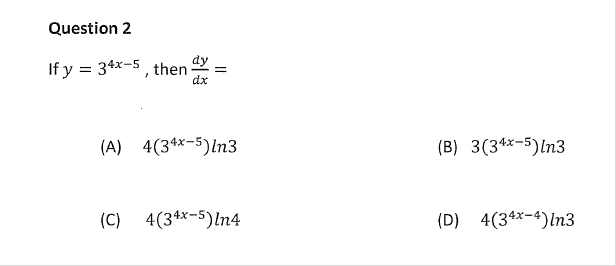 Question 2
If y = 3^{4x−5} , then \frac{dy}{dx} =
(A) 4(3^{4x−5})ln3
(B) 3(3^{4x−5})ln3
(C) 4(3^{4x−5})ln4
(D) 4(3^{4x−4})ln3